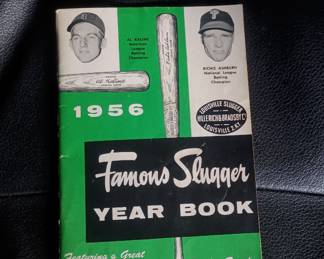 AL KALINE
American
League
Batting
Champion
RICHIE ASHBURN
National League
Batting
Champion
1956
LOUISVILLE SLUGGER
HILLERICH & BRADSBY Co
LOUISVILLE 2 KY.
Famous Slugger
YEAR BOOK
Featuring a Great